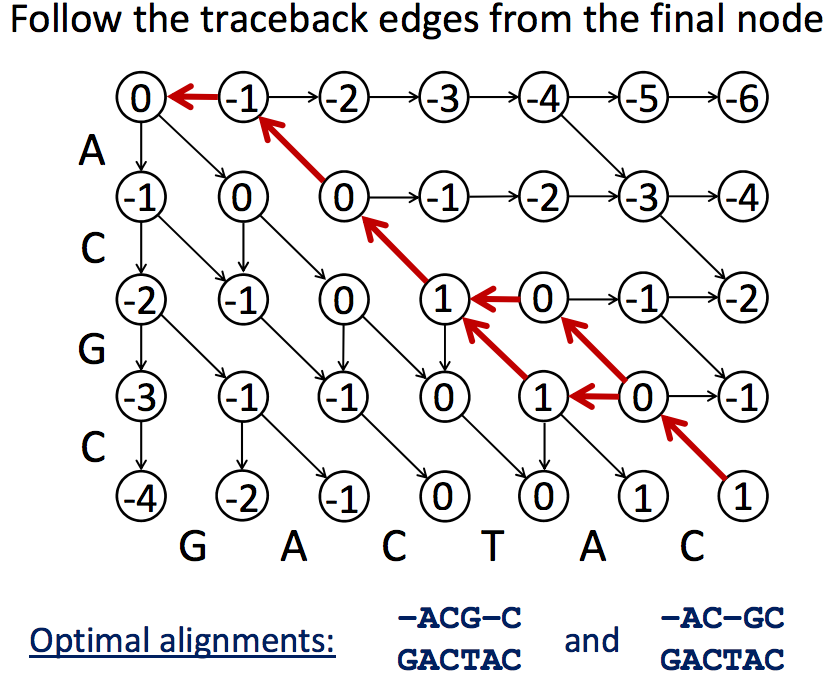 Follow the traceback edges from the final node
0 -1 -2 -3 -4 -5 -6
A
-1 0 0 -1 -2 -3 -4
C
-2 -1 0 1 0 -1 -2
G
-3 -1 -1 0 1 0 -1
C
-4 -2 -1 0 0 1 1
G A C T A C
Optimal alignments:
–ACG–C
GACTAC
and
–AC–GC
GACTAC